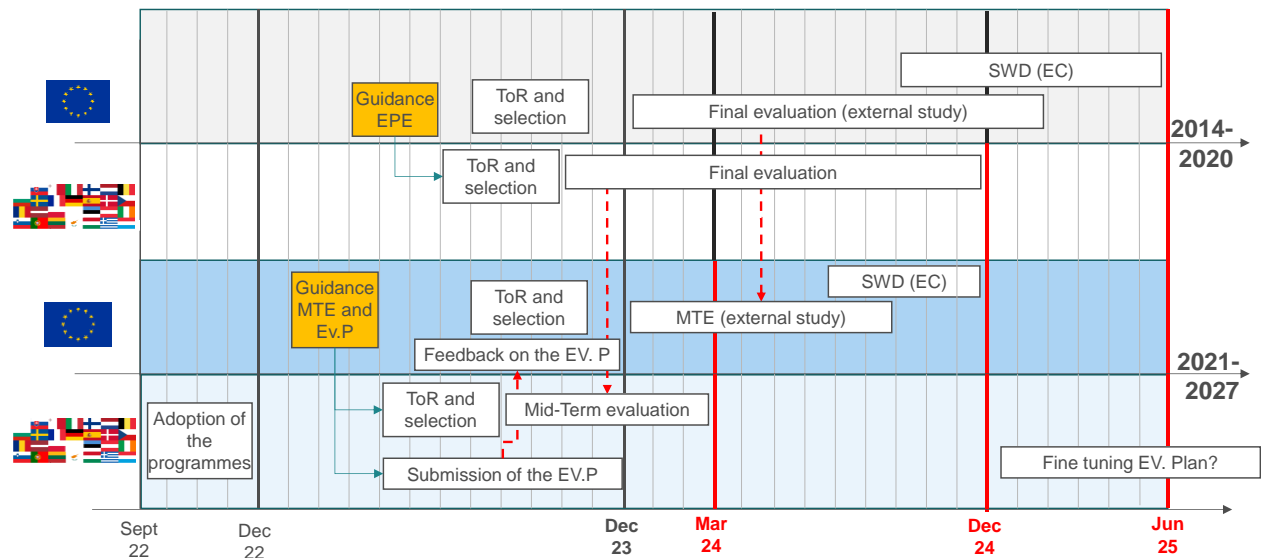 SWD (EC)
Guidance
EPE
ToR and
selection
Final evaluation (external study)
2014-
2020
ToR and
selection
Final evaluation
Guidance
MTE and
Ev.P
ToR and
selection
SWD (EC)
MTE (external study)
Feedback on the EV. P
2021-
2027
Adoption of
the
programmes
ToR and
selection
Mid-Term evaluation
Submission of the EV.P
Fine tuning EV. Plan?
Sept
22
Dec
22
Dec
23
Mar
24
Dec
24
Jun
25